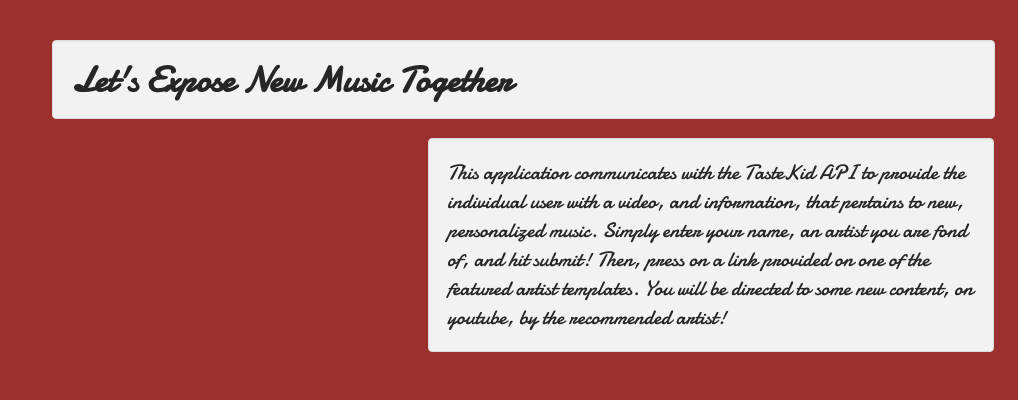 Let's Expose New Music Together
This application communicates with the TasteKid API to provide the
individual user with a video, and information, that pertains to new,
personalized music. Simply enter your name, an artist you are fond
of, and hit submit! Then, press on a link provided on one of the
featured artist templates. You will be directed to some new content, on
youtube, by the recommended artist!